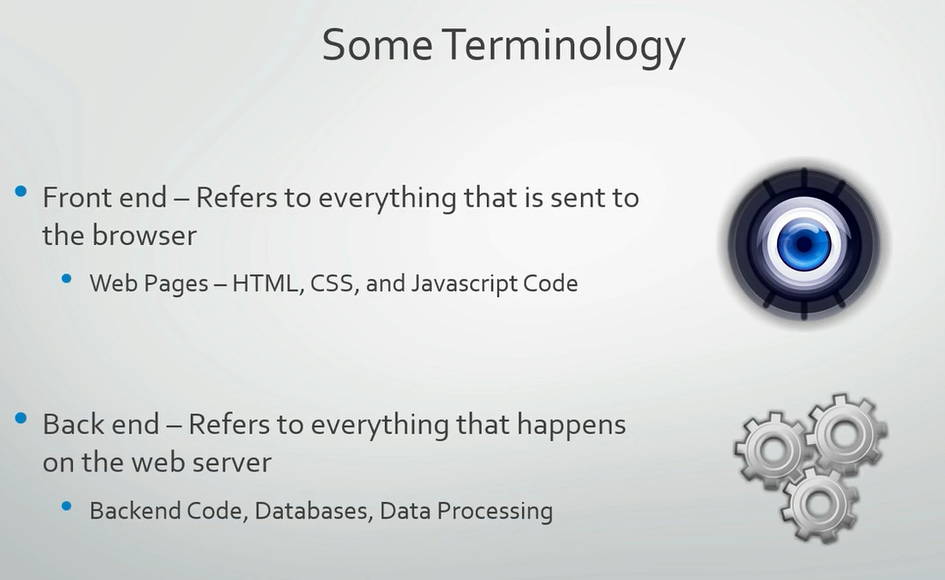 Some Terminology
• Front end – Refers to everything that is sent to
the browser
• Web Pages – HTML, CSS, and Javascript Code
• Back end – Refers to everything that happens
on the web server
• Backend Code, Databases, Data Processing